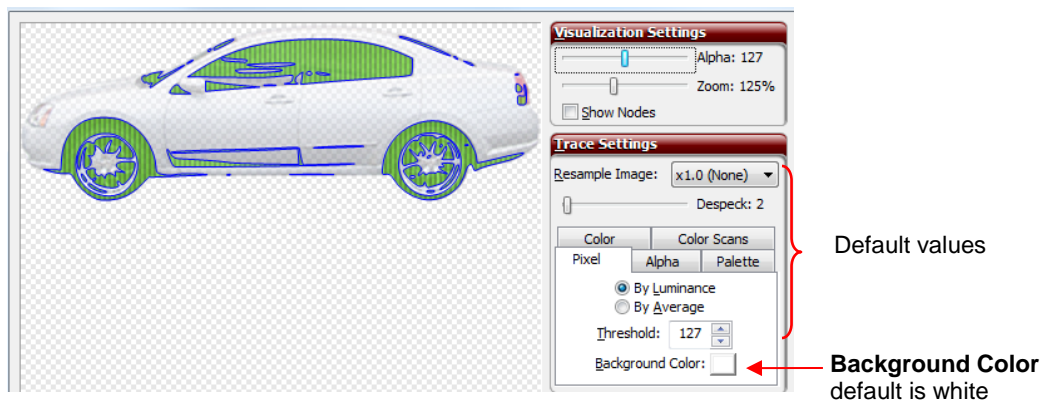 Visualization Settings
Alpha: 127
Zoom: 125%
Show Nodes
Trace Settings
Resample Image: x1.0 (None)
Despeck: 2
Color Color Scans
Pixel Alpha Palette
By Luminance
By Average
Threshold: 127
Background Color:
Default values
Background Color
default is white